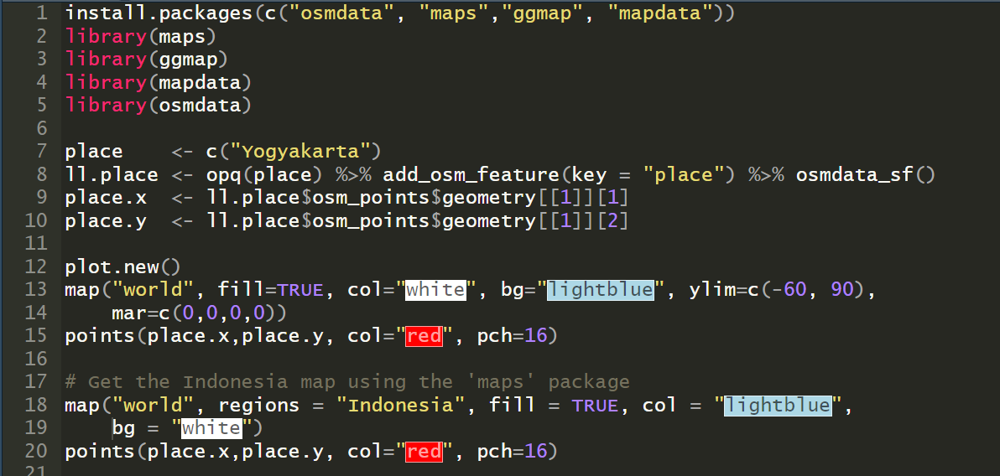 1 install.packages(c("osmdata", "maps","ggmap", "mapdata"))
2 library(maps)
3 library(ggmap)
4 library(mapdata)
5 library(osmdata)
6
7 place    <- c("Yogyakarta")
8 ll.place <- opq(place) %>% add_osm_feature(key = "place") %>% osmdata_sf()
9 place.x  <- ll.place$osm_points$geometry[[1]][1]
10 place.y  <- ll.place$osm_points$geometry[[1]][2]
11
12 plot.new()
13 map("world", fill=TRUE, col="white", bg="lightblue", ylim=c(-60, 90),
14     mar=c(0,0,0,0))
15 points(place.x,place.y, col="red", pch=16)
16
17 # Get the Indonesia map using the 'maps' package
18 map("world", regions = "Indonesia", fill = TRUE, col = "lightblue",
19     bg = "white")
20 points(place.x,place.y, col="red", pch=16)
21